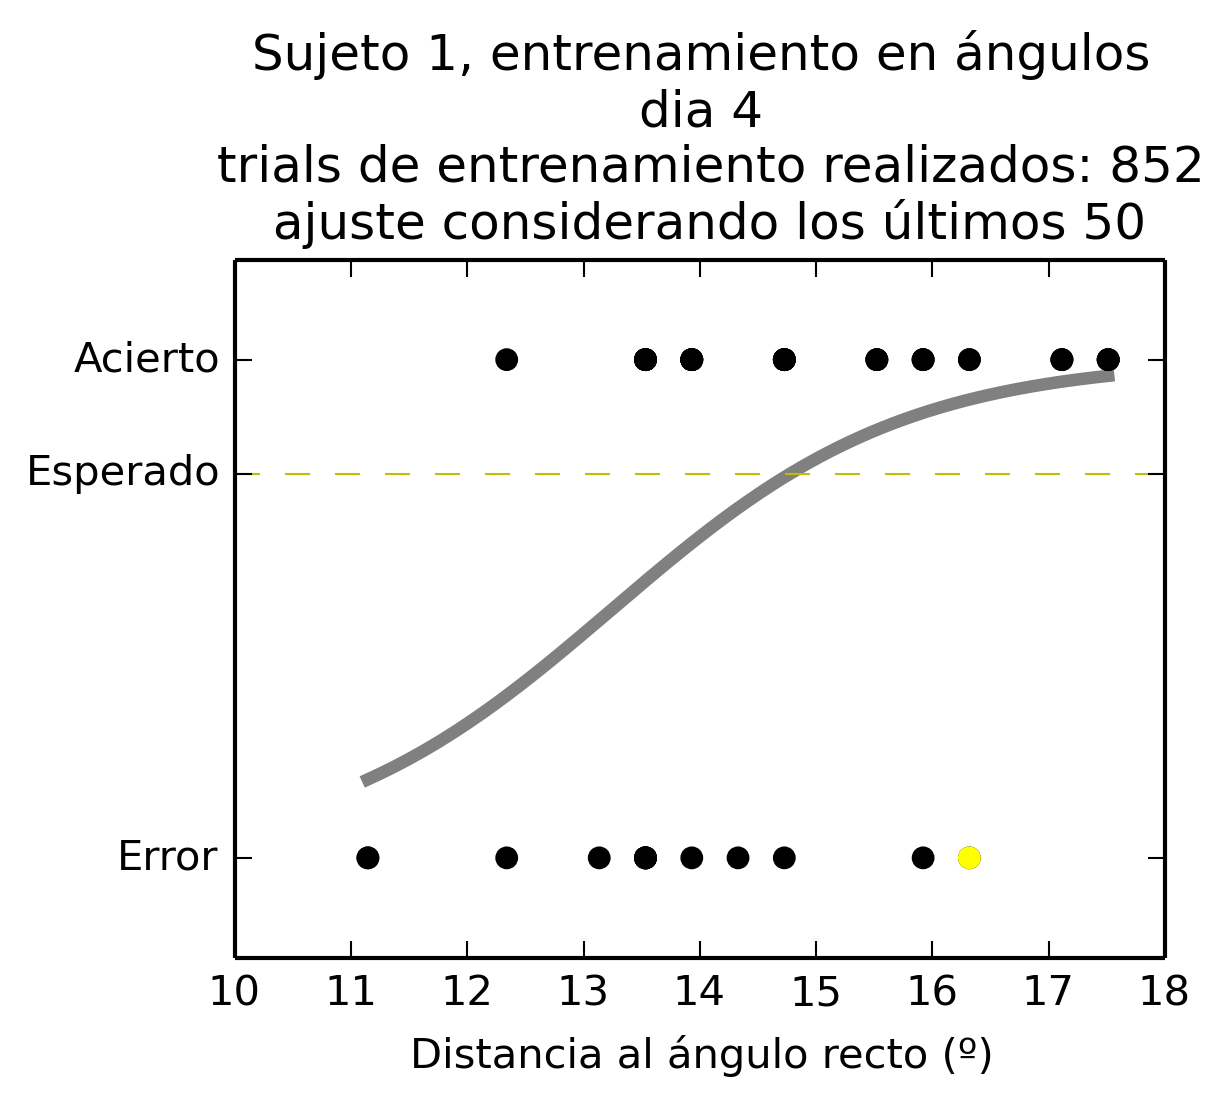 Sujeto 1, entrenamiento en ángulos
dia 4
trials de entrenamiento realizados: 852
ajuste considerando los últimos 50
Acierto
Esperado
Error
10 11 12 13 14 15 16 17 18
Distancia al ángulo recto (º)